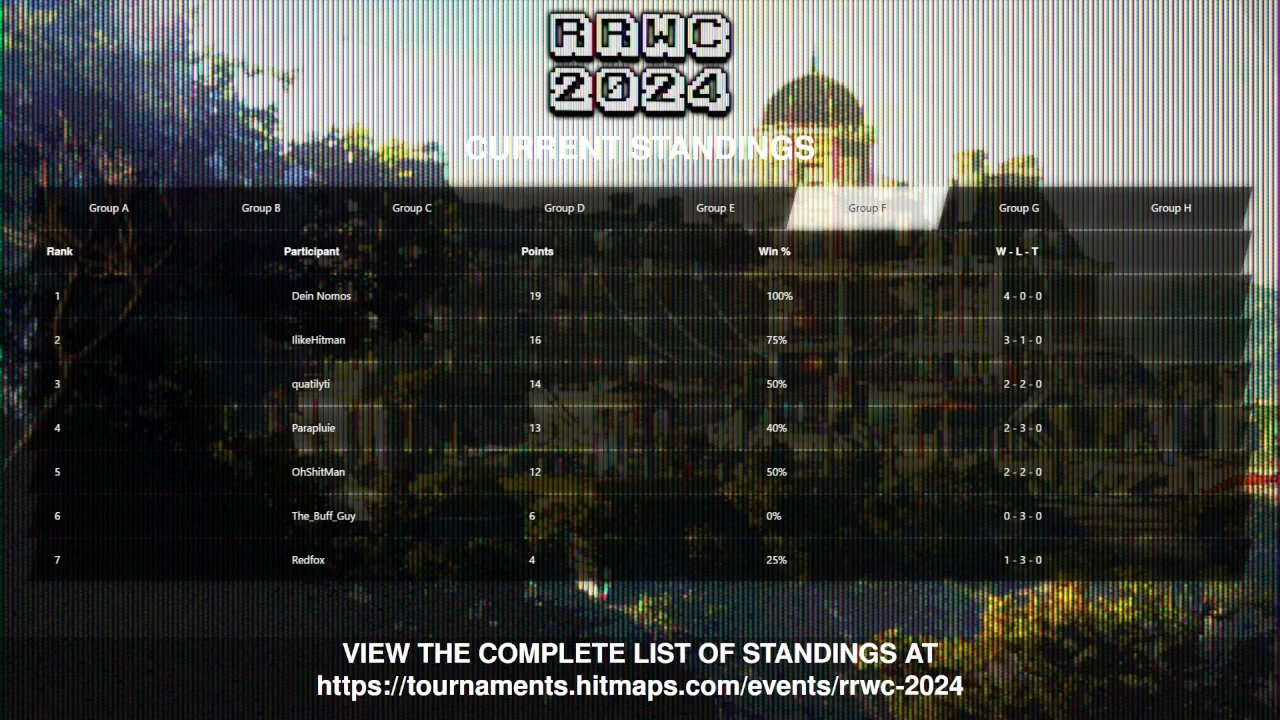 RRWC
2024
CURRENT STANDINGS
Group A Group B Group C Group D Group E Group F Group G Group H
Rank Participant Points Win % W - L - T
1 Dein Nomos 19 100% 4 - 0 - 0
2 IlikeHitman 16 75% 3 - 1 - 0
3 quatilyti 14 50% 2 - 2 - 0
4 Parapluie 13 40% 2 - 3 - 0
5 OhShitMan 12 50% 2 - 2 - 0
6 The_Buff_Guy 6 0% 0 - 3 - 0
7 Redfox 4 25% 1 - 3 - 0
VIEW THE COMPLETE LIST OF STANDINGS AT
https://tournaments.hitmaps.com/events/rrwc-2024